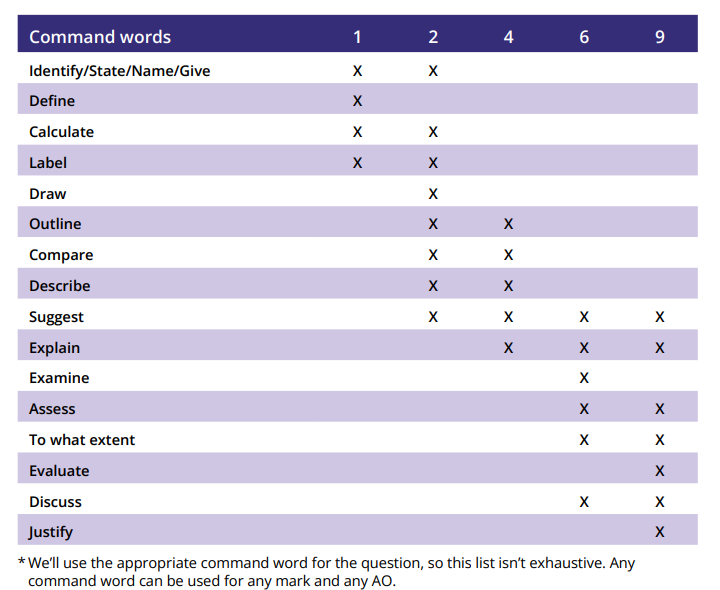 Command words 1 2 4 6 9
Identify/State/Name/Give X X
Define X
Calculate X X
Label X X
Draw X
Outline X X
Compare X X
Describe X X
Suggest X X X X
Explain X X X
Examine X
Assess X X
To what extent X X
Evaluate X
Discuss X X
Justify X
* We’ll use the appropriate command word for the question, so this list isn’t exhaustive. Any
command word can be used for any mark and any AO.